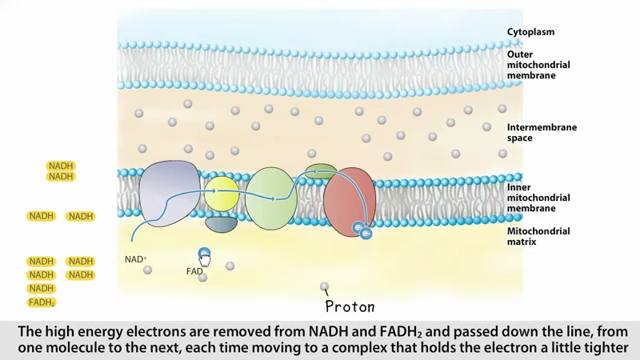 Cytoplasm
Outer
mitochondrial
membrane
Intermembrane
space
Inner
mitochondrial
membrane
Mitochondrial
matrix
NADH
NADH
NADH NADH
NADH NADH
NADH NADH
NADH
FADH₂
NAD⁺
FAD
Proton
The high energy electrons are removed from NADH and FADH₂ and passed down the line, from
one molecule to the next, each time moving to a complex that holds the electron a little tighter